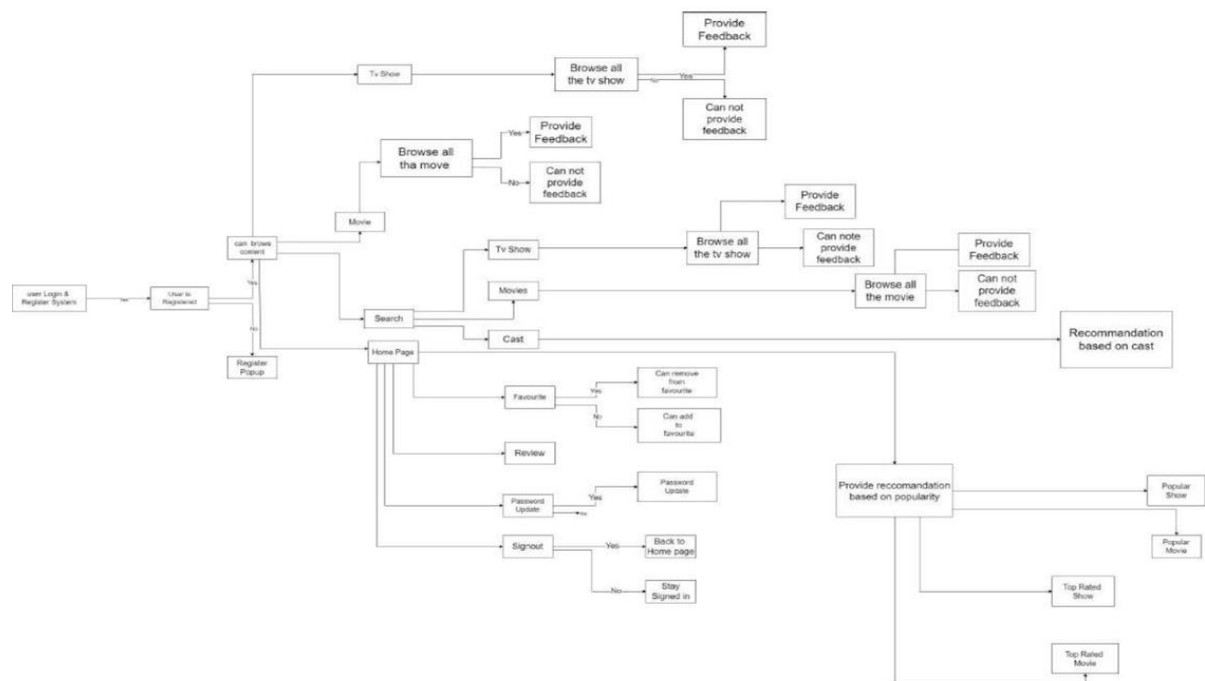 Provide
Feedback
Tv Show
Browse all
the tv show
Yes
Can not
provide
feedback
Browse all
tha move
Yes
Provide
Feedback
No
Can not
provide
feedback
Movie
can brows
content
Tv Show
Browse all
the tv show
Provide
Feedback
Can note
provide
feedback
Movies
Browse all
the movie
Provide
Feedback
Can not
provide
feedback
user Login &
Register System
User is
Registered
Yes
No
Register
Popup
Search
Cast
Recommandation
based on cast
Home Page
Favourite
Yes
Can remove
from
favourite
No
Can add
to
favourite
Review
Password
Update
Yes
Password
Update
Signout
Yes
Back to
Home page
No
Stay
Signed in
Provide reccomandation
based on popularity
Popular
Show
Popular
Movie
Top Rated
Show
Top Rated
Movie